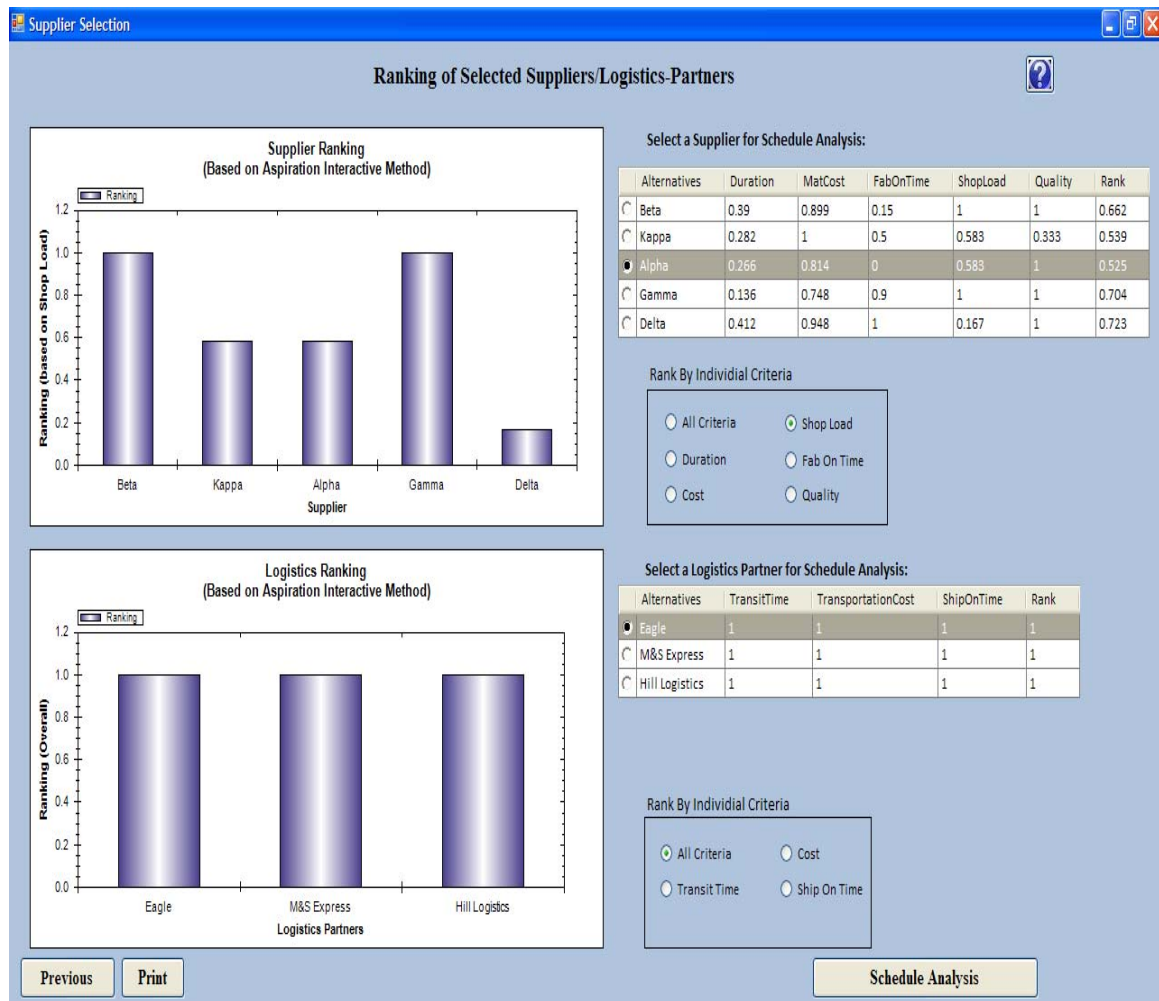 Supplier Selection
Ranking of Selected Suppliers/Logistics-Partners
Supplier Ranking
(Based on Aspiration Interactive Method)
Ranking
Ranking (based on Shop Load)
1.2
1.0
0.8
0.6
0.4
0.2
0.0
Beta Kappa Alpha Gamma Delta
Supplier
Select a Supplier for Schedule Analysis:
Alternatives Duration MatCost FabOnTime ShopLoad Quality Rank
Beta 0.39 0.899 0.15 1 1 0.662
Kappa 0.282 1 0.5 0.583 0.333 0.539
Alpha 0.266 0.814 0 0.583 1 0.525
Gamma 0.136 0.748 0.9 1 1 0.704
Delta 0.412 0.948 1 0.167 1 0.723
Rank By Individial Criteria
All Criteria Shop Load
Duration Fab On Time
Cost Quality
Logistics Ranking
(Based on Aspiration Interactive Method)
Ranking
Ranking (Overall)
1.2
1.0
0.8
0.6
0.4
0.2
0.0
Eagle M&S Express Hill Logistics
Logistics Partners
Select a Logistics Partner for Schedule Analysis:
Alternatives TransitTime TransportationCost ShipOnTime Rank
Eagle 1 1 1 1
M&S Express 1 1 1 1
Hill Logistics 1 1 1 1
Rank By Individial Criteria
All Criteria Cost
Transit Time Ship On Time
Previous Print Schedule Analysis